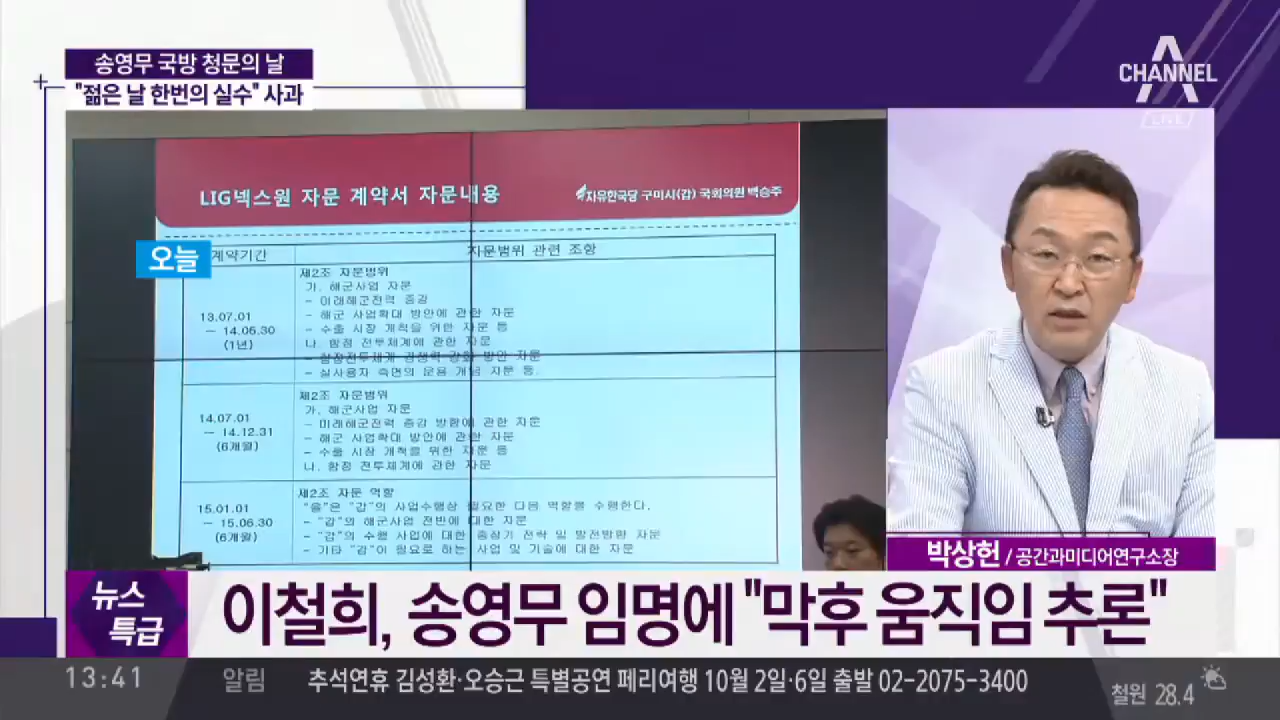 송영무 국방 청문의 날
"젊은 날 한번의 실수" 사과
CHANNEL A
LIVE
LIG넥스원 자문 계약서 자문내용
자유한국당 구미시(갑) 국회의원 백승주
오늘
계약기간
자문범위 관련 조항
13.07.01
— 14.06.30
(1년)
제2조 자문범위
가. 해군사업 자문
- 미래해군전력 증강
- 해군 사업확대 방안에 관한 자문
- 수출 시장 개척을 위한 자문 등
나. 함정 전투체계에 관한 자문
- 함정전투체계 경쟁력 강화 방안 자문
- 실사용자 측면의 운용 개념 자문 등.
14.07.01
— 14.12.31
(6개월)
제2조 자문범위
가. 해군사업 자문
- 미래해군전력 증강 방향에 관한 자문
- 해군 사업확대 방안에 관한 자문
- 수출 시장 개척을 위한 자문 등
나. 함정 전투체계에 관한 자문
15.01.01
— 15.06.30
(6개월)
제2조 자문 역할
"을"은 "갑"의 사업수행상 필요한 다음 역할을 수행한다.
- "갑"의 해군사업 전반에 대한 자문
- "갑"의 수행 사업에 대한 중장기 전략 및 발전방향 자문
- 기타 "갑"이 필요로 하는 사업 및 기술에 대한 자문
박상헌 / 공간과미디어연구소장
뉴스
특급
이철희, 송영무 임명에 "막후 움직임 추론"
13:41
알림
추석연휴 김성환·오승근 특별공연 페리여행 10월 2일·6일 출발 02-2075-3400
철원 28.4